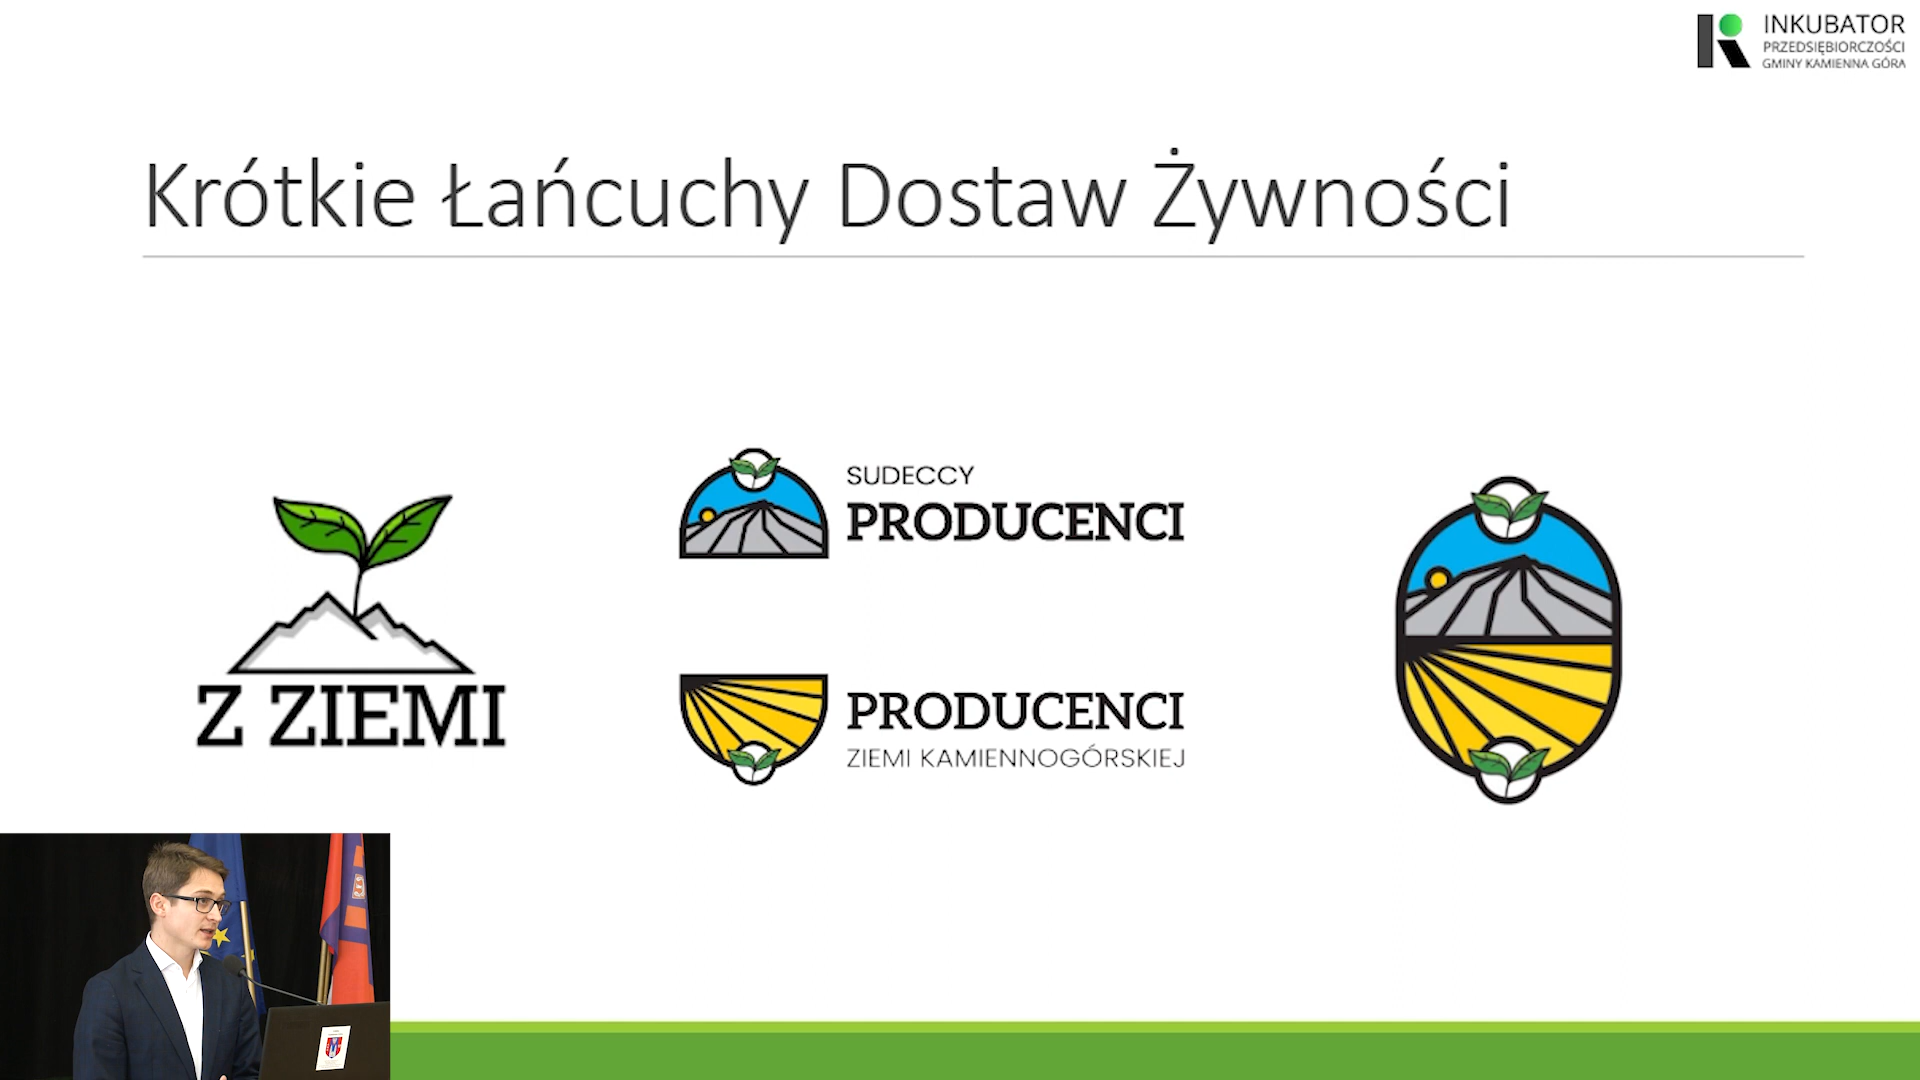 INKUBATOR
PRZEDSIĘBIORCZOŚCI
GMINY KAMIENNA GÓRA
Krótkie Łańcuchy Dostaw Żywności
Z ZIEMI
SUDECCY
PRODUCENCI
PRODUCENCI
ZIEMI KAMIENNOGÓRSKIEJ